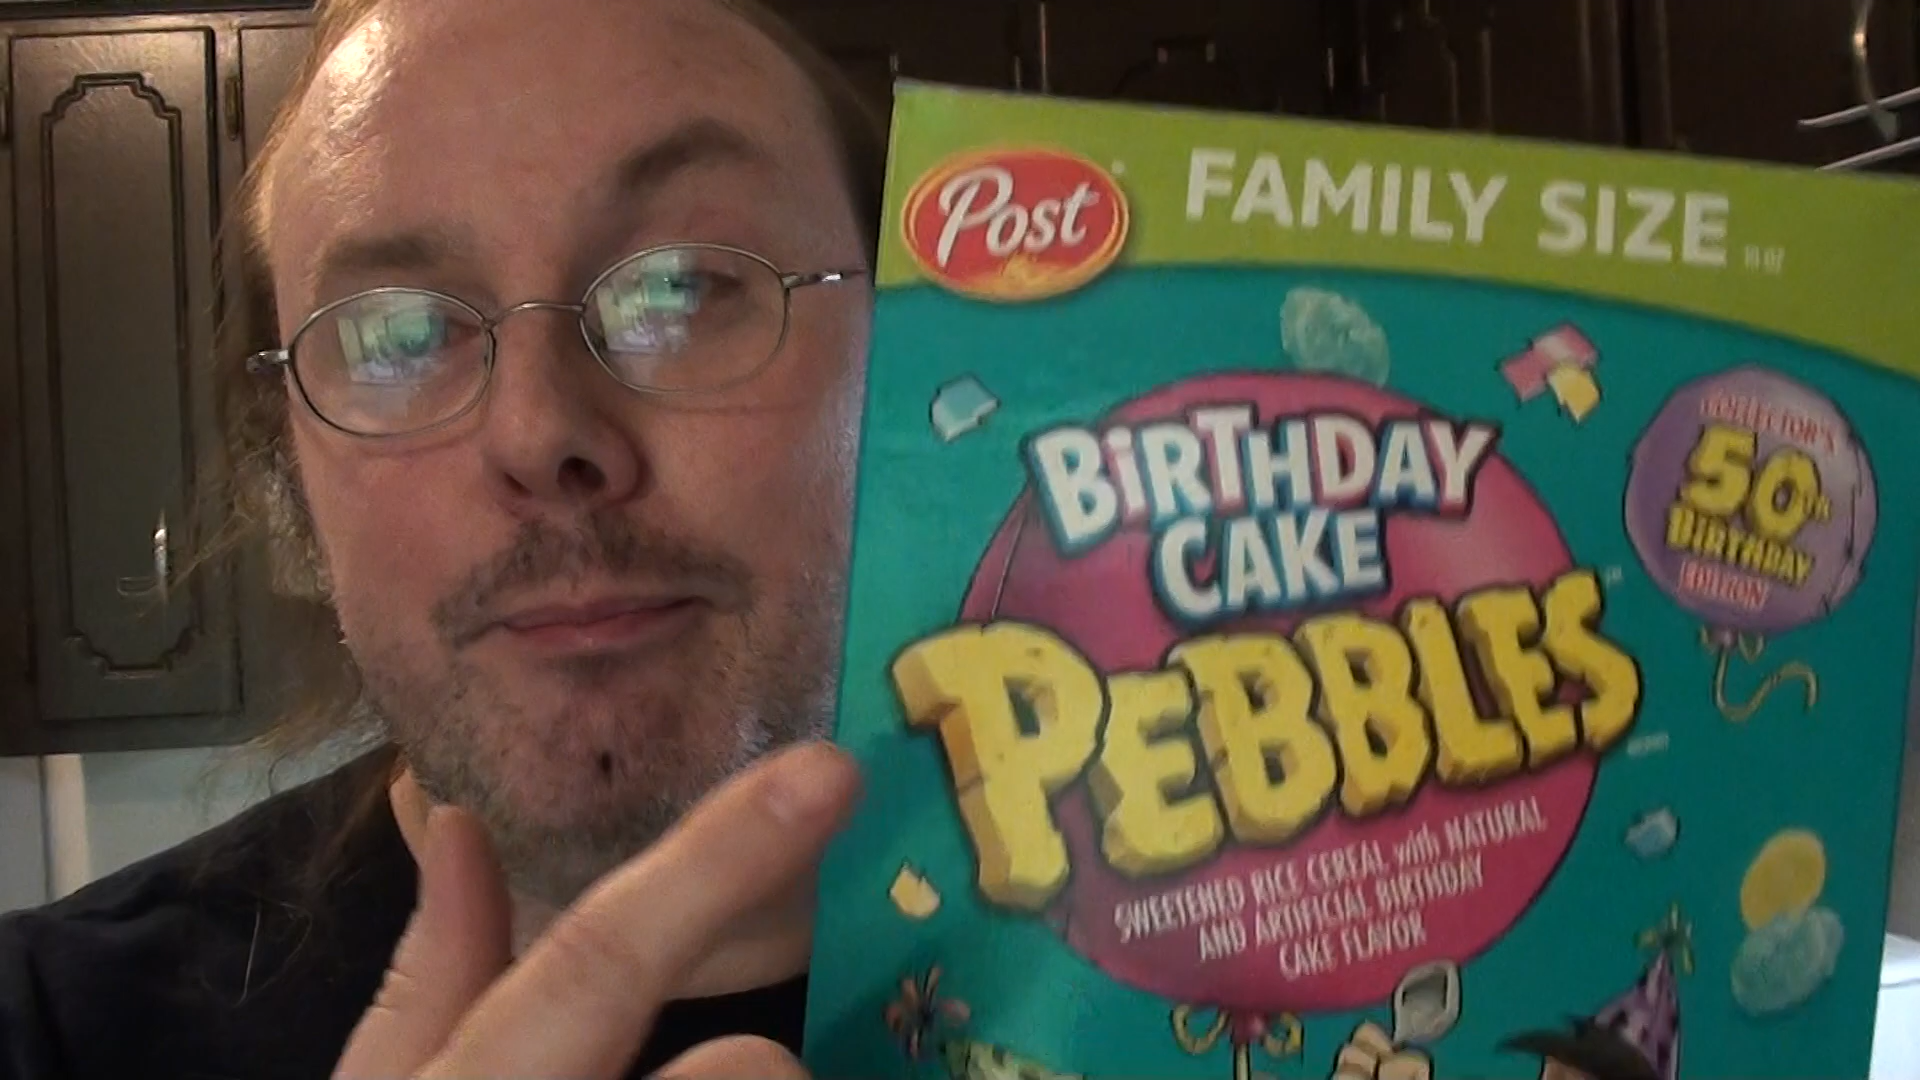 Post
FAMILY SIZE
COLLECTOR'S
50TH
BIRTHDAY
EDITION
BiRTHDAY
CAKE
PEBBLES
SWEETENED RICE CEREAL with NATURAL
AND ARTIFICIAL BIRTHDAY
CAKE FLAVOR